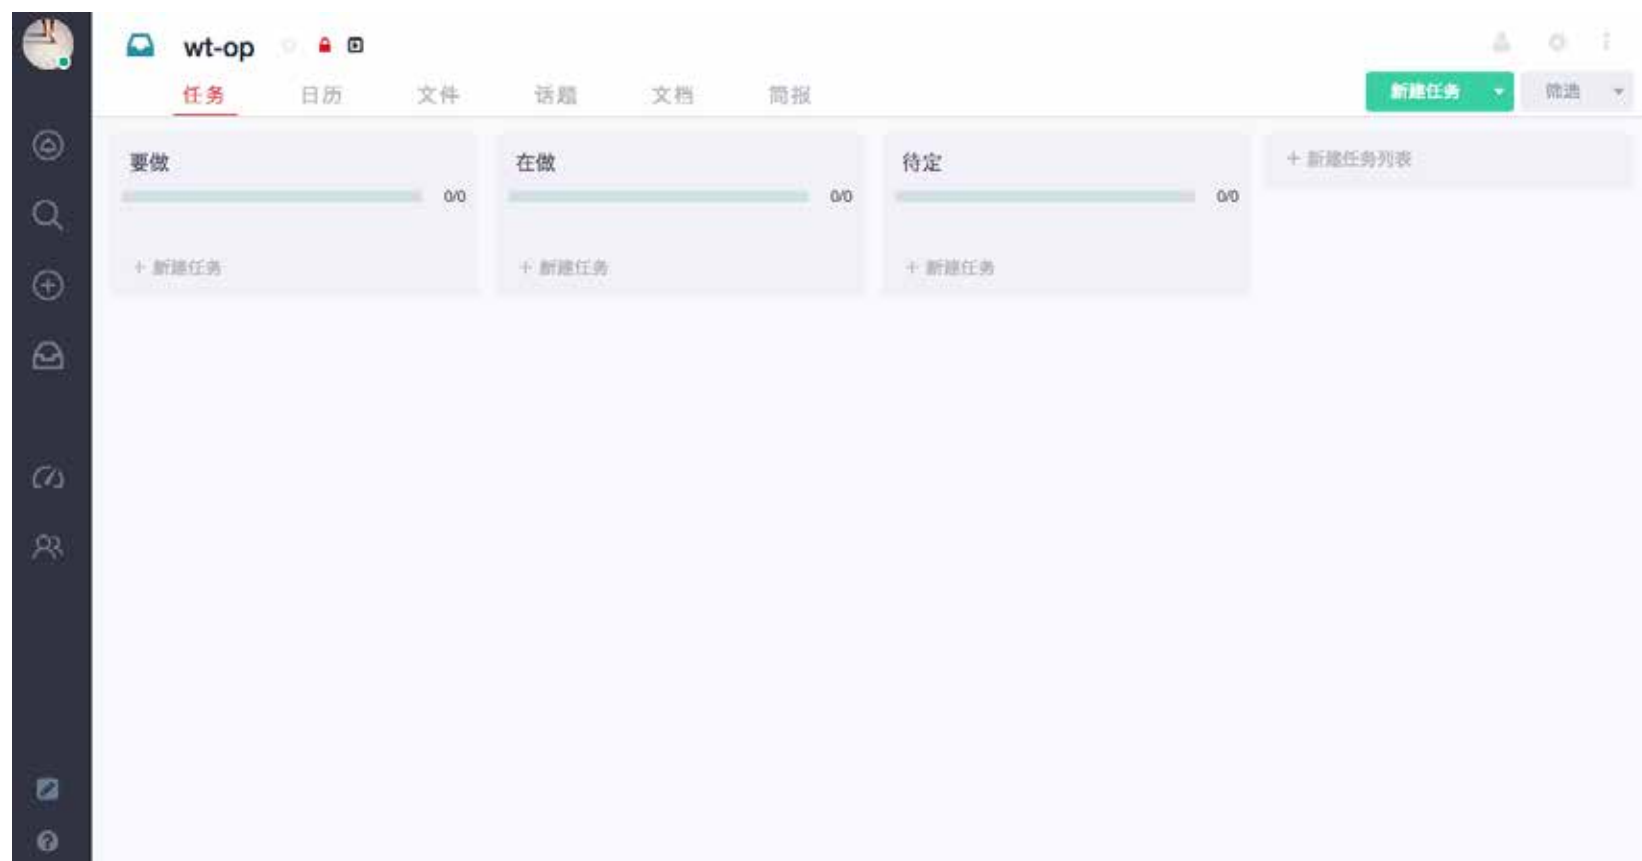 wt-op
任务 日历 文件 话题 文档 简报
新建任务 筛选
要做 在做 待定 + 新建任务列表
0/0 0/0 0/0
+ 新建任务 + 新建任务 + 新建任务